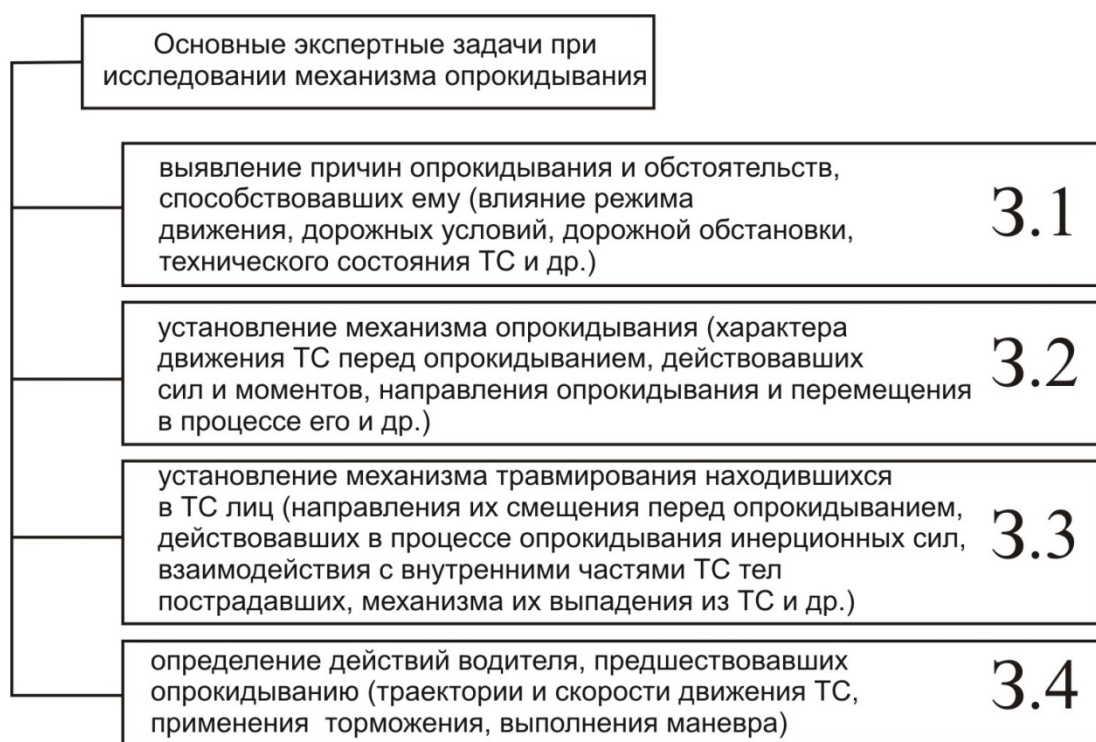 Основные экспертные задачи при
исследовании механизма опрокидывания
выявление причин опрокидывания и обстоятельств,
способствовавших ему (влияние режима
движения, дорожных условий, дорожной обстановки,
технического состояния ТС и др.)
3.1
установление механизма опрокидывания (характера
движения ТС перед опрокидыванием, действовавших
сил и моментов, направления опрокидывания и перемещения
в процессе его и др.)
3.2
установление механизма травмирования находившихся
в ТС лиц (направления их смещения перед опрокидыванием,
действовавших в процессе опрокидывания инерционных сил,
взаимодействия с внутренними частями ТС тел
пострадавших, механизма их выпадения из ТС и др.)
3.3
определение действий водителя, предшествовавших
опрокидыванию (траектории и скорости движения ТС,
применения торможения, выполнения маневра)
3.4